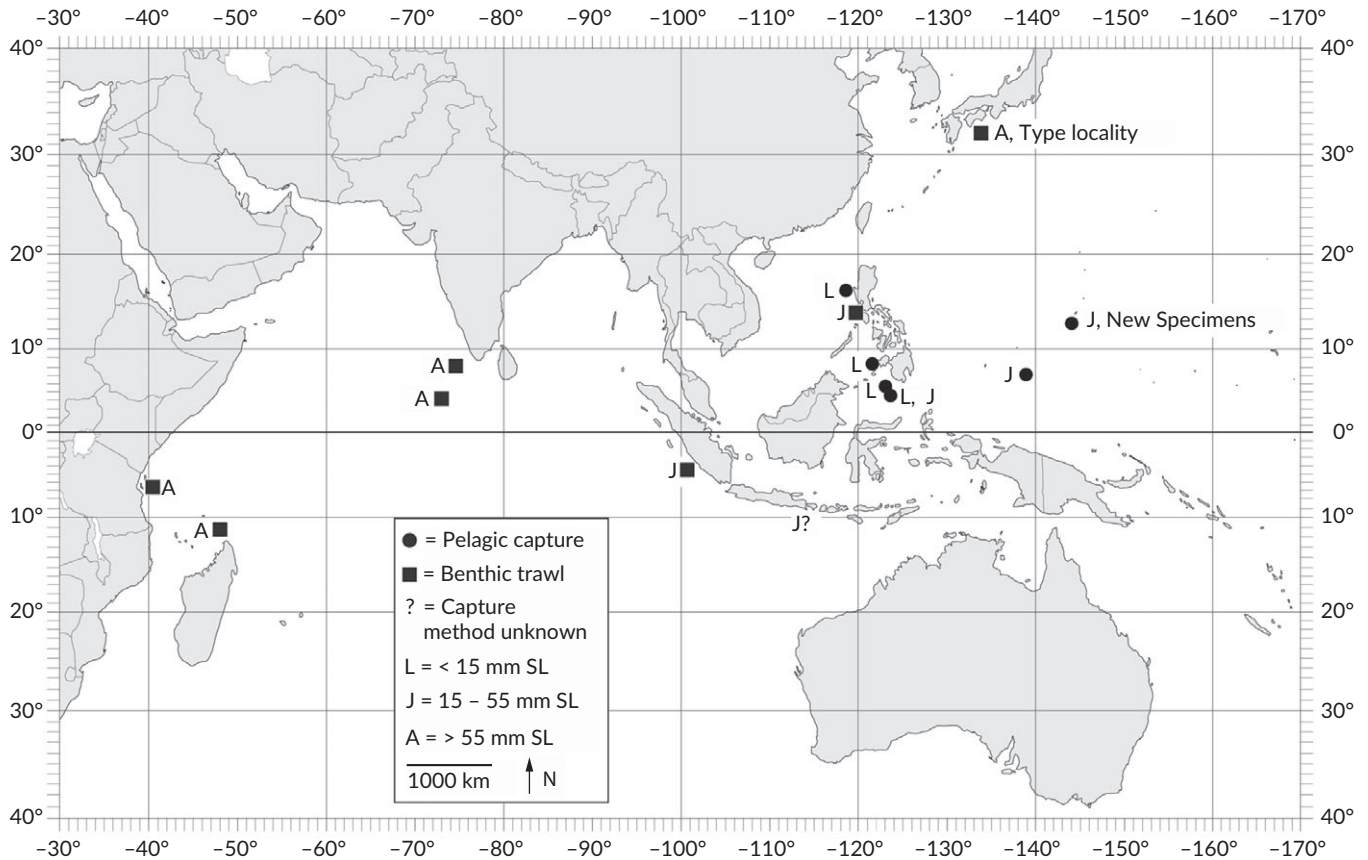 −30° −40° −50° −60° −70° −80° −90° −100° −110° −120° −130° −140° −150° −160° −170°
40° 40°
A, Type locality
30° 30°
20° 20°
L
J
J, New Specimens
10° 10°
L
A
J
L
A
L, J
0° 0°
J
A
10° 10°
J?
A
= Pelagic capture
= Benthic trawl
? = Capture
method unknown
20° 20°
L = < 15 mm SL
J = 15 – 55 mm SL
30° 30°
A = > 55 mm SL
1000 km N
40° 40°
−30° −40° −50° −60° −70° −80° −90° −100° −110° −120° −130° −140° −150° −160° −170°